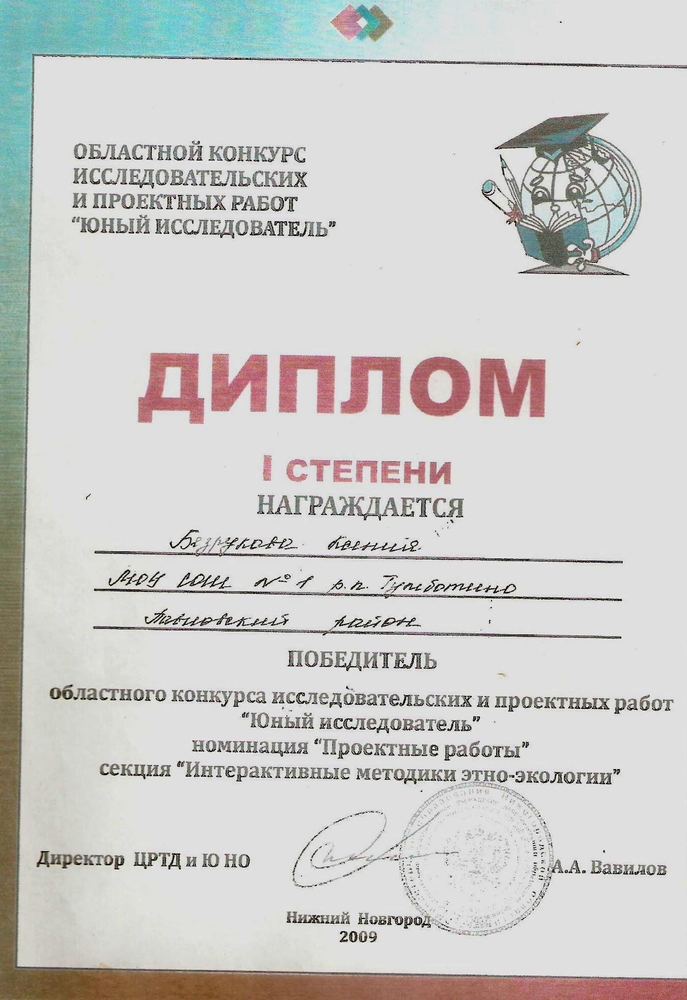 ОБЛАСТНОЙ КОНКУРС
ИССЛЕДОВАТЕЛЬСКИХ
И ПРОЕКТНЫХ РАБОТ
“ЮНЫЙ ИССЛЕДОВАТЕЛЬ”
ДИПЛОМ
I СТЕПЕНИ
НАГРАЖДАЕТСЯ
Безрукова Ксения
МОУ СОШ № 1 р.п. Тумботино
Павловский район
ПОБЕДИТЕЛЬ
областного конкурса исследовательских и проектных работ
“Юный исследователь”
номинация “Проектные работы”
секция “Интерактивные методики этно-экологии”
Директор ЦРТД и Ю НО
А.А. Вавилов
Нижний Новгород
2009